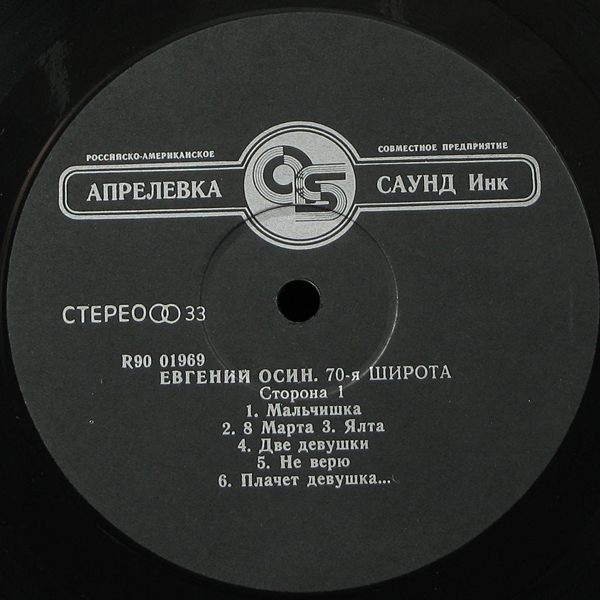 РОССИЙСКО-АМЕРИКАНСКОЕ СОВМЕСТНОЕ ПРЕДПРИЯТИЕ
АПРЕЛЕВКА САУНД Инк
СТЕРЕО 33
R90 01969
ЕВГЕНИЙ ОСИН. 70-я ШИРОТА
Сторона 1
1. Мальчишка
2. 8 Марта 3. Ялта
4. Две девушки
5. Не верю
6. Плачет девушка...